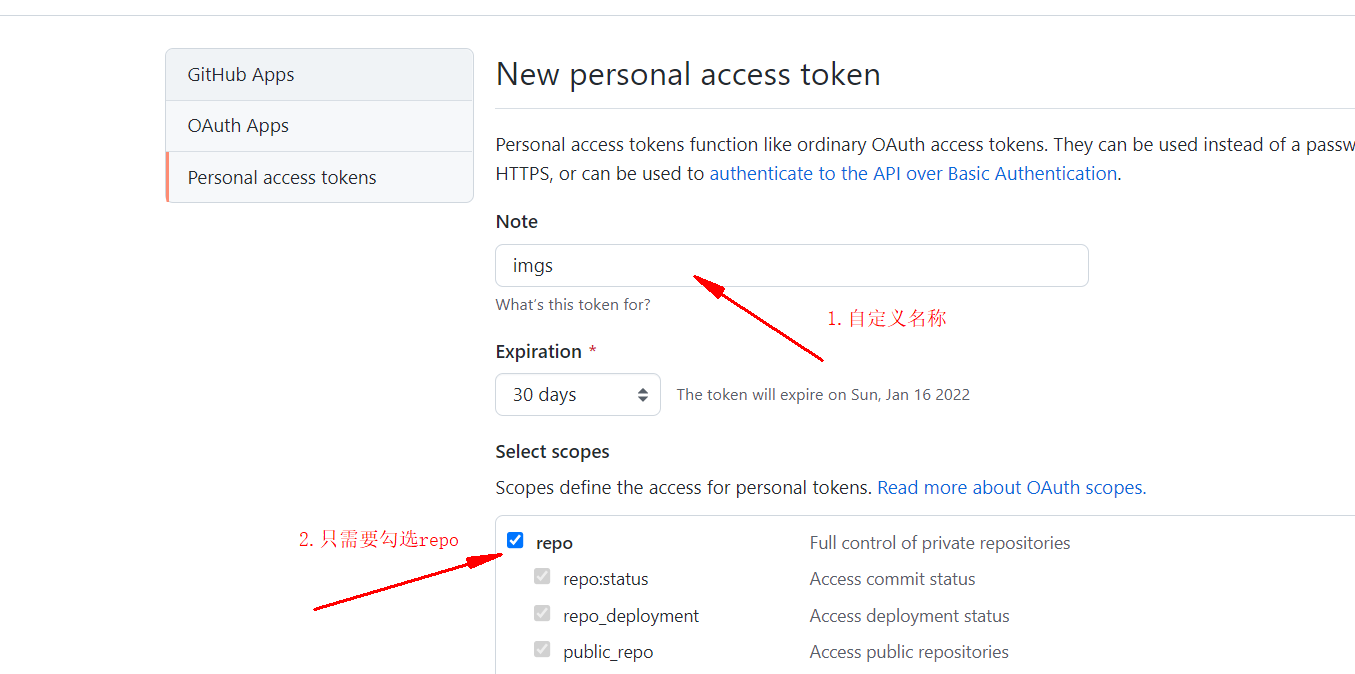 GitHub Apps
OAuth Apps
Personal access tokens
New personal access token
Personal access tokens function like ordinary OAuth access tokens. They can be used instead of a
HTTPS, or can be used to authenticate to the API over Basic Authentication.
Note
imgs
What's this token for?
1. 自定义名称
Expiration *
30 days
The token will expire on Sun, Jan 16 2022
Select scopes
Scopes define the access for personal tokens. Read more about OAuth scopes.
2. 只需要勾选repo
repo Full control of private repositories
repo:status Access commit status
repo_deployment Access deployment status
public_repo Access public repositories